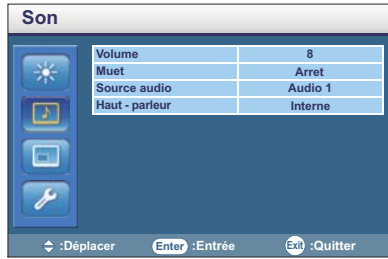 Son
Volume 8
Muet Arret
Source audio Audio 1
Haut - parleur Interne
:Déplacer Enter :Entrée Exit :Quitter